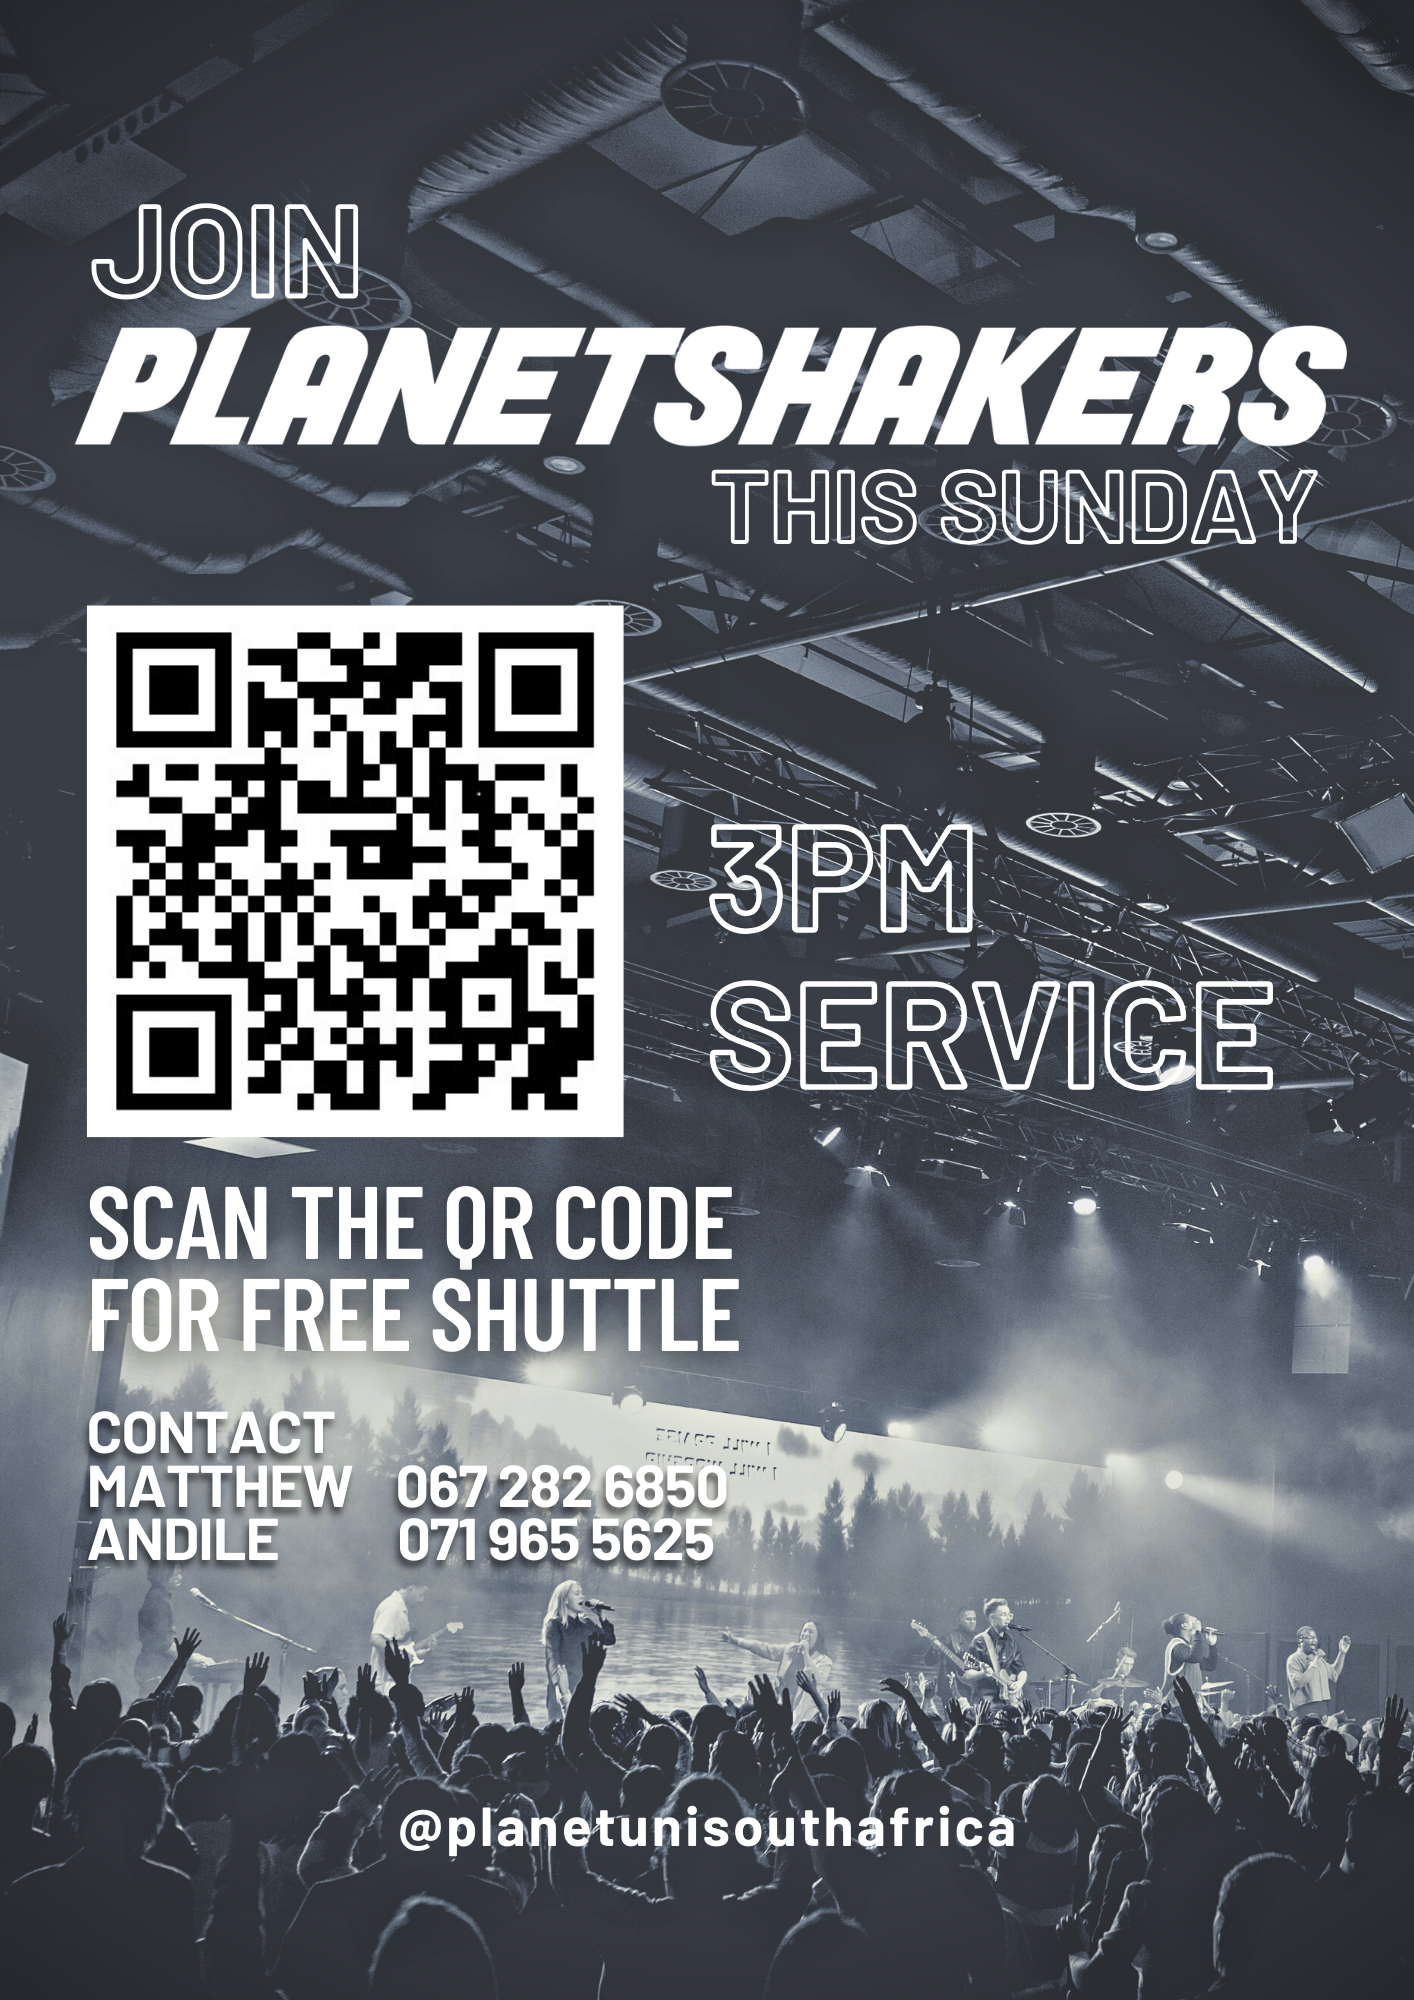 JOIN
PLANETSHAKERS
THIS SUNDAY
3PM
SERVICE
SCAN THE QR CODE
FOR FREE SHUTTLE
CONTACT
MATTHEW 067 282 6850
ANDILE 071 965 5625
@planetunisouthafrica